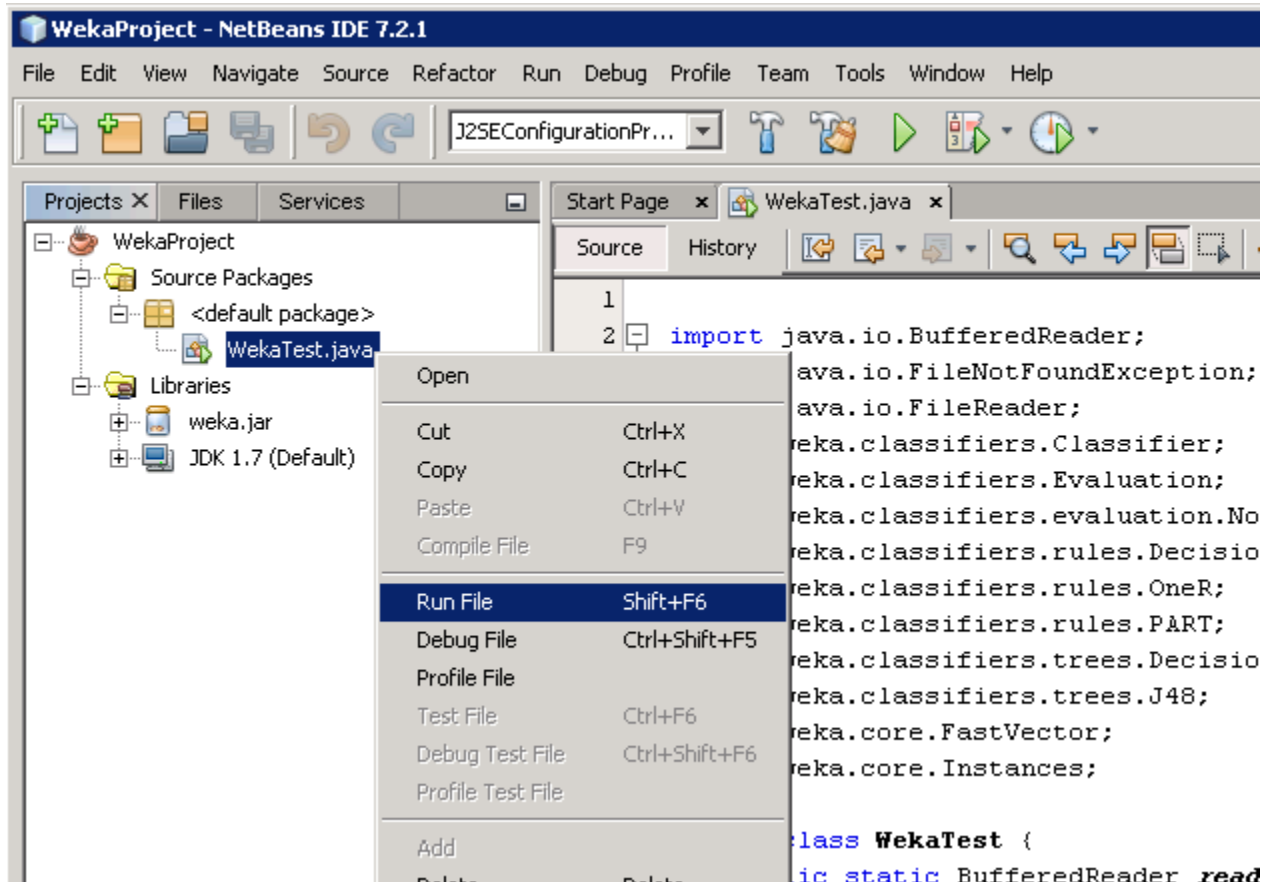 WekaProject - NetBeans IDE 7.2.1
File Edit View Navigate Source Refactor Run Debug Profile Team Tools Window Help
J2SEConfigurationPr...
Projects Files Services
WekaProject
Source Packages
<default package>
WekaTest.java
Libraries
weka.jar
JDK 1.7 (Default)
Start Page WekaTest.java
Source History
1
2 import java.io.BufferedReader;
ava.io.FileNotFoundException;
ava.io.FileReader;
eka.classifiers.Classifier;
eka.classifiers.Evaluation;
eka.classifiers.evaluation.No
eka.classifiers.rules.Decisio
eka.classifiers.rules.OneR;
eka.classifiers.rules.PART;
eka.classifiers.trees.Decisio
eka.classifiers.trees.J48;
eka.core.FastVector;
eka.core.Instances;
lass WekaTest {
ic static BufferedReader read
Open
Cut Ctrl+X
Copy Ctrl+C
Paste Ctrl+V
Compile File F9
Run File Shift+F6
Debug File Ctrl+Shift+F5
Profile File
Test File Ctrl+F6
Debug Test File Ctrl+Shift+F6
Profile Test File
Add
Delete Delete